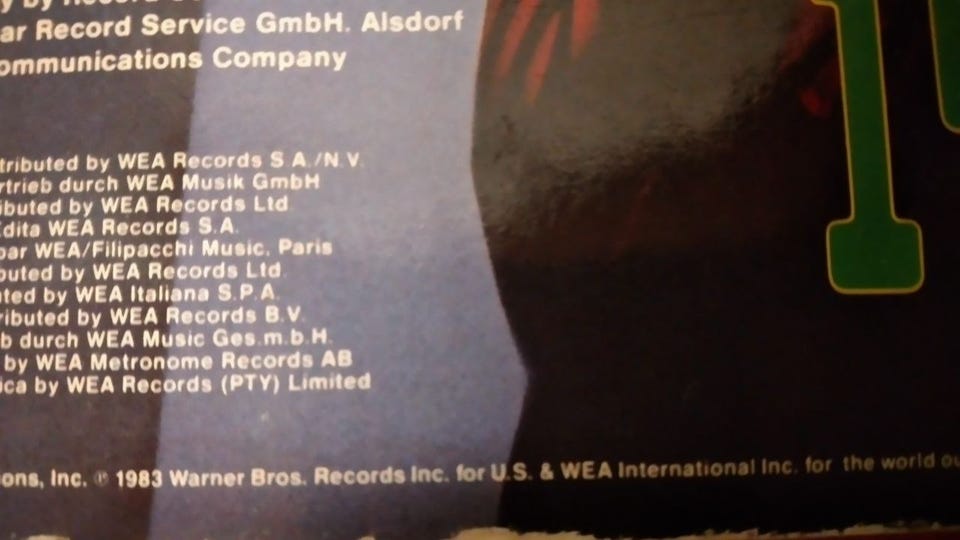 ar Record Service GmbH. Alsdorf
ommunications Company
tributed by WEA Records S A./N.V.
rtrieb durch WEA Musik GmbH
ibuted by WEA Records Ltd
Edita WEA Records S.A.
par WEA/Filipacchi Music, Paris
buted by WEA Records Ltd.
ted by WEA Italiana S.P.A.
ributed by WEA Records B.V.
b durch WEA Music Ges.m.b.H.
by WEA Metronome Records AB
ica by WEA Records (PTY) Limited
ons, Inc. ℗ 1983 Warner Bros. Records Inc. for U.S. & WEA International Inc. for the world ou